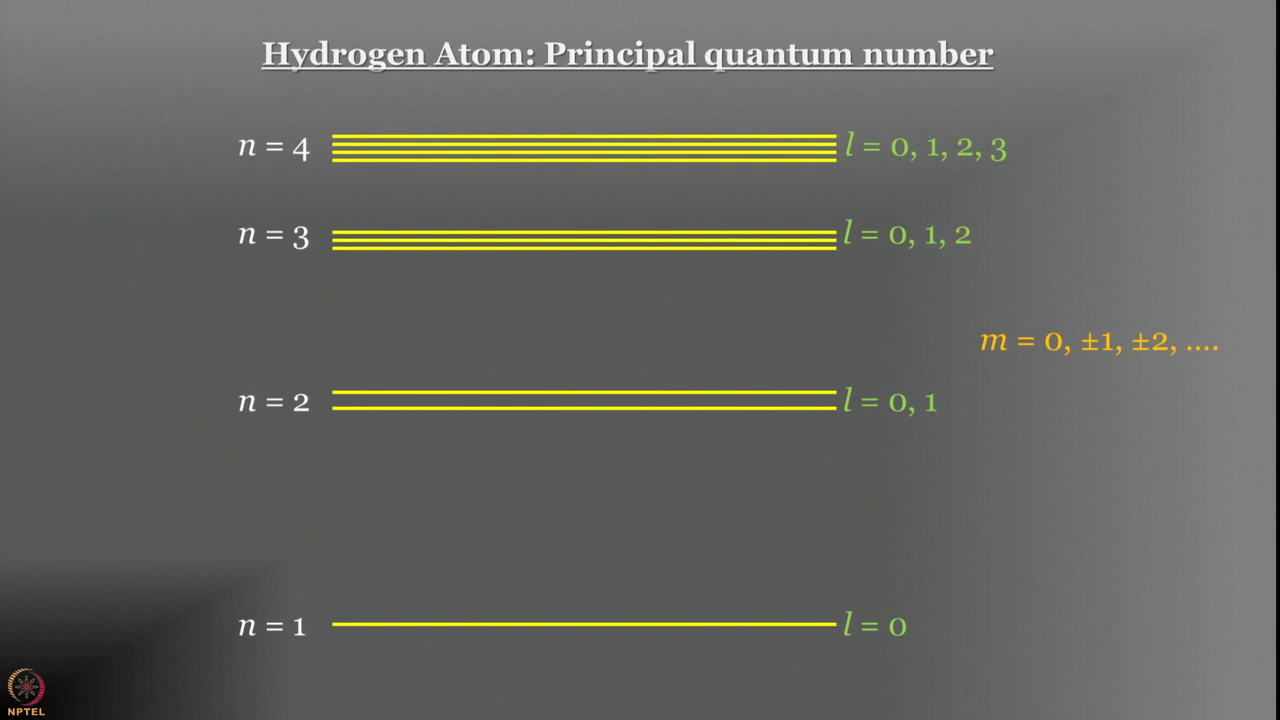 Hydrogen Atom: Principal quantum number
n = 4 l = 0, 1, 2, 3
n = 3 l = 0, 1, 2
m = 0, ±1, ±2, ....
n = 2 l = 0, 1
n = 1 l = 0
NPTEL